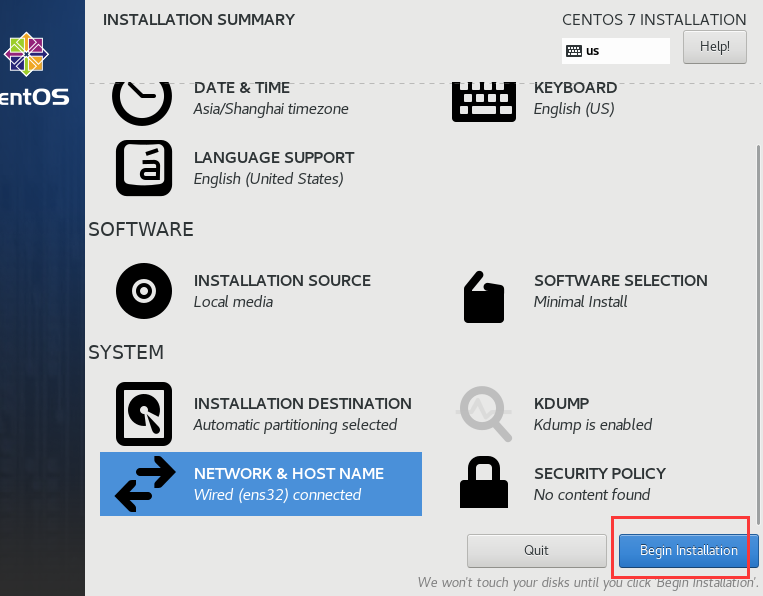 INSTALLATION SUMMARY
CENTOS 7 INSTALLATION
us
Help!
entOS
DATE & TIME
Asia/Shanghai timezone
KEYBOARD
English (US)
LANGUAGE SUPPORT
English (United States)
SOFTWARE
INSTALLATION SOURCE
Local media
SOFTWARE SELECTION
Minimal Install
SYSTEM
INSTALLATION DESTINATION
Automatic partitioning selected
KDUMP
Kdump is enabled
NETWORK & HOST NAME
Wired (ens32) connected
SECURITY POLICY
No content found
Quit
Begin Installation
We won't touch your disks until you click 'Begin Installation'.